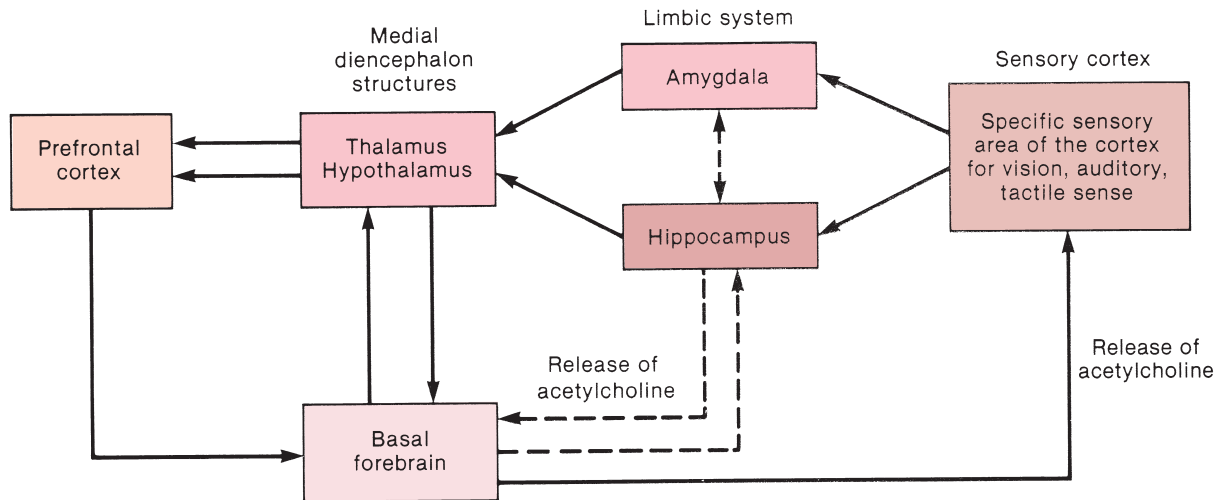 Limbic system
Medial
diencephalon
structures
Sensory cortex
Amygdala
Prefrontal
cortex
Thalamus
Hypothalamus
Specific sensory
area of the cortex
for vision, auditory,
tactile sense
Hippocampus
Release of
acetylcholine
Release of
acetylcholine
Basal
forebrain